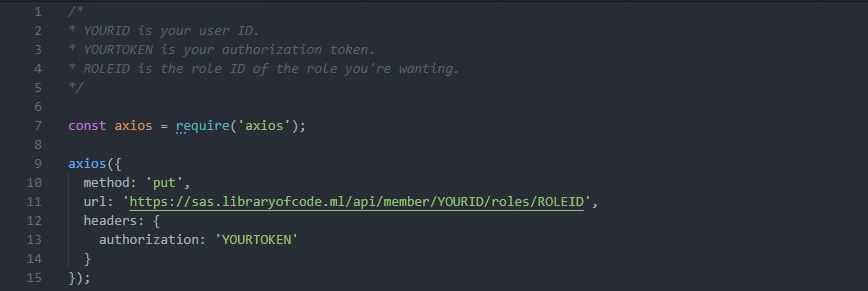 1 /*
2 * YOURID is your user ID.
3 * YOURTOKEN is your authorization token.
4 * ROLEID is the role ID of the role you're wanting.
5 */
6
7 const axios = require('axios');
8
9 axios({
10 method: 'put',
11 url: 'https://sas.libraryofcode.ml/api/member/YOURID/roles/ROLEID',
12 headers: {
13 authorization: 'YOURTOKEN'
14 }
15 });